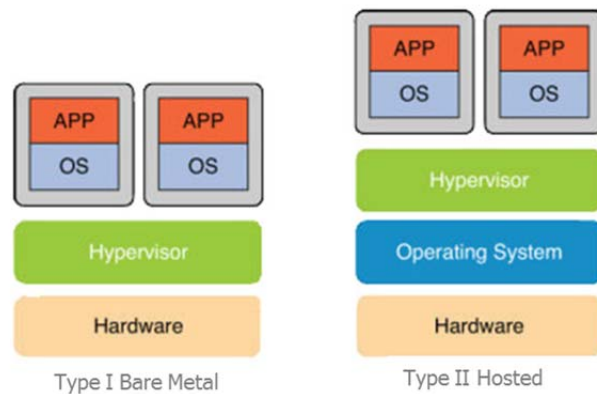 APP
OS
APP
OS
Hypervisor
Hardware
Type I Bare Metal
APP
OS
APP
OS
Hypervisor
Operating System
Hardware
Type II Hosted